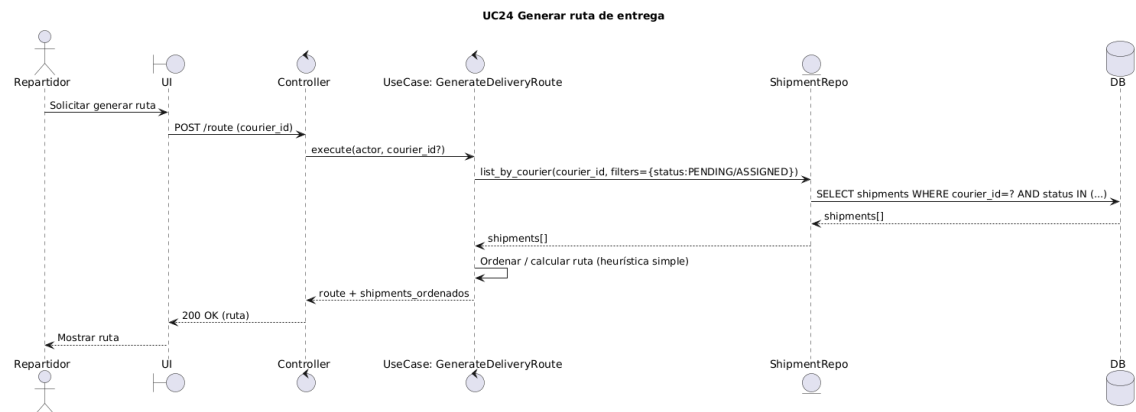 UC24 Generar ruta de entrega
Repartidor
UI
Controller
UseCase: GenerateDeliveryRoute
ShipmentRepo
DB
Solicitar generar ruta
POST /route (courier_id)
execute(actor, courier_id?)
list_by_courier(courier_id, filters={status:PENDING/ASSIGNED})
SELECT shipments WHERE courier_id=? AND status IN (...)
shipments[]
shipments[]
Ordenar / calcular ruta (heurística simple)
route + shipments_ordenados
200 OK (ruta)
Mostrar ruta
Repartidor
UI
Controller
UseCase: GenerateDeliveryRoute
ShipmentRepo
DB